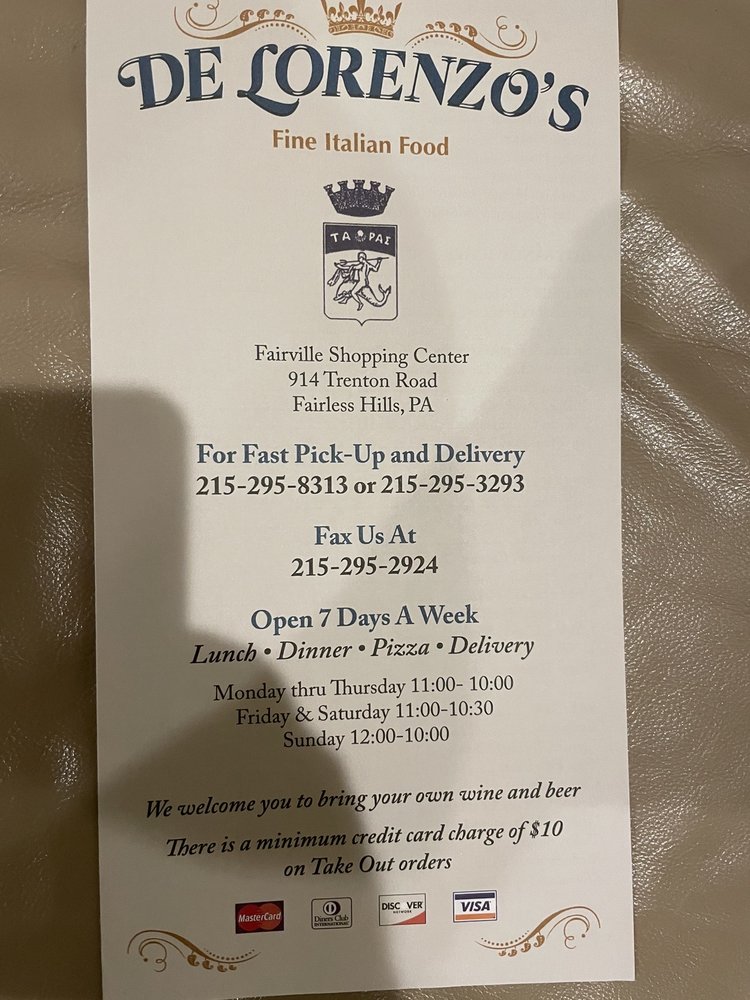 DE LORENZO'S
Fine Italian Food
ΤΑ ΡΑΣ
Fairville Shopping Center
914 Trenton Road
Fairless Hills, PA
For Fast Pick-Up and Delivery
215-295-8313 or 215-295-3293
Fax Us At
215-295-2924
Open 7 Days A Week
Lunch • Dinner • Pizza • Delivery
Monday thru Thursday 11:00- 10:00
Friday & Saturday 11:00-10:30
Sunday 12:00-10:00
We welcome you to bring your own wine and beer
There is a minimum credit card charge of $10
on Take Out orders
MasterCard
Diners Club
INTERNATIONAL
DISCOVER
NETWORK
VISA